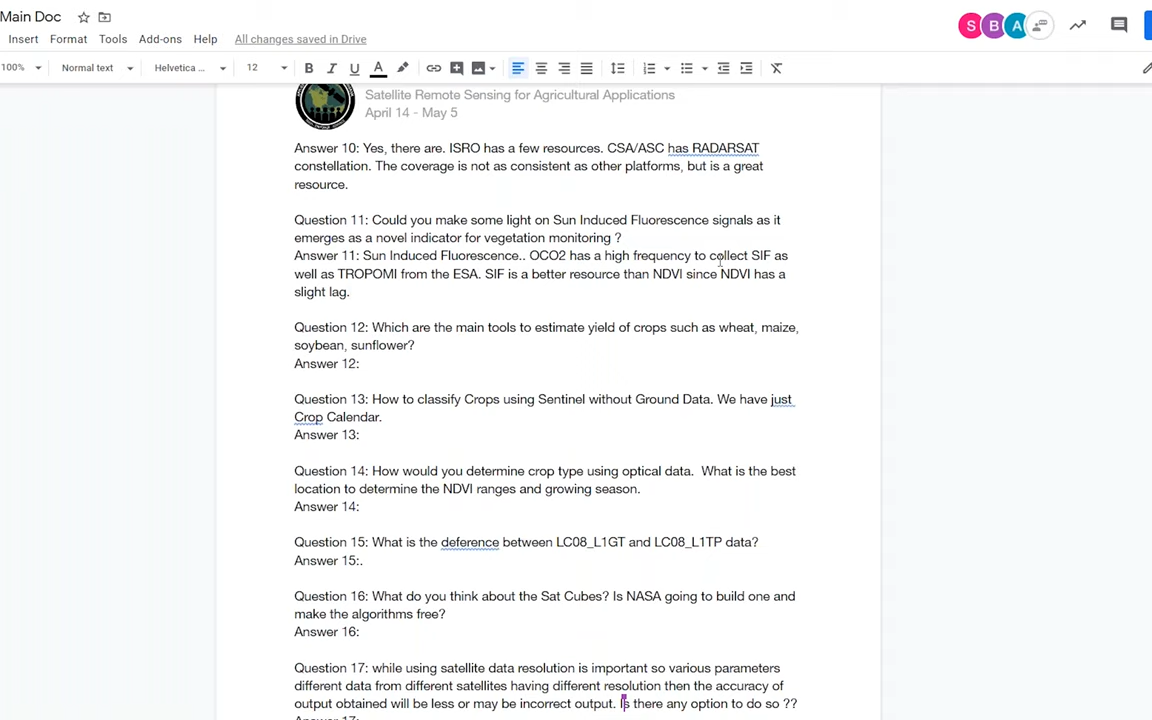 Main Doc
Insert Format Tools Add-ons Help All changes saved in Drive
S B A
100% Normal text Helvetica ... 12 B I U A
Satellite Remote Sensing for Agricultural Applications
April 14 - May 5
Answer 10: Yes, there are. ISRO has a few resources. CSA/ASC has RADARSAT
constellation. The coverage is not as consistent as other platforms, but is a great
resource.
Question 11: Could you make some light on Sun Induced Fluorescence signals as it
emerges as a novel indicator for vegetation monitoring ?
Answer 11: Sun Induced Fluorescence.. OCO2 has a high frequency to collect SIF as
well as TROPOMI from the ESA. SIF is a better resource than NDVI since NDVI has a
slight lag.
Question 12: Which are the main tools to estimate yield of crops such as wheat, maize,
soybean, sunflower?
Answer 12:
Question 13: How to classify Crops using Sentinel without Ground Data. We have just
Crop Calendar.
Answer 13:
Question 14: How would you determine crop type using optical data.  What is the best
location to determine the NDVI ranges and growing season.
Answer 14:
Question 15: What is the deference between LC08_L1GT and LC08_L1TP data?
Answer 15:.
Question 16: What do you think about the Sat Cubes? Is NASA going to build one and
make the algorithms free?
Answer 16:
Question 17: while using satellite data resolution is important so various parameters
different data from different satellites having different resolution then the accuracy of
output obtained will be less or may be incorrect output. Is there any option to do so ??
Answer 17: